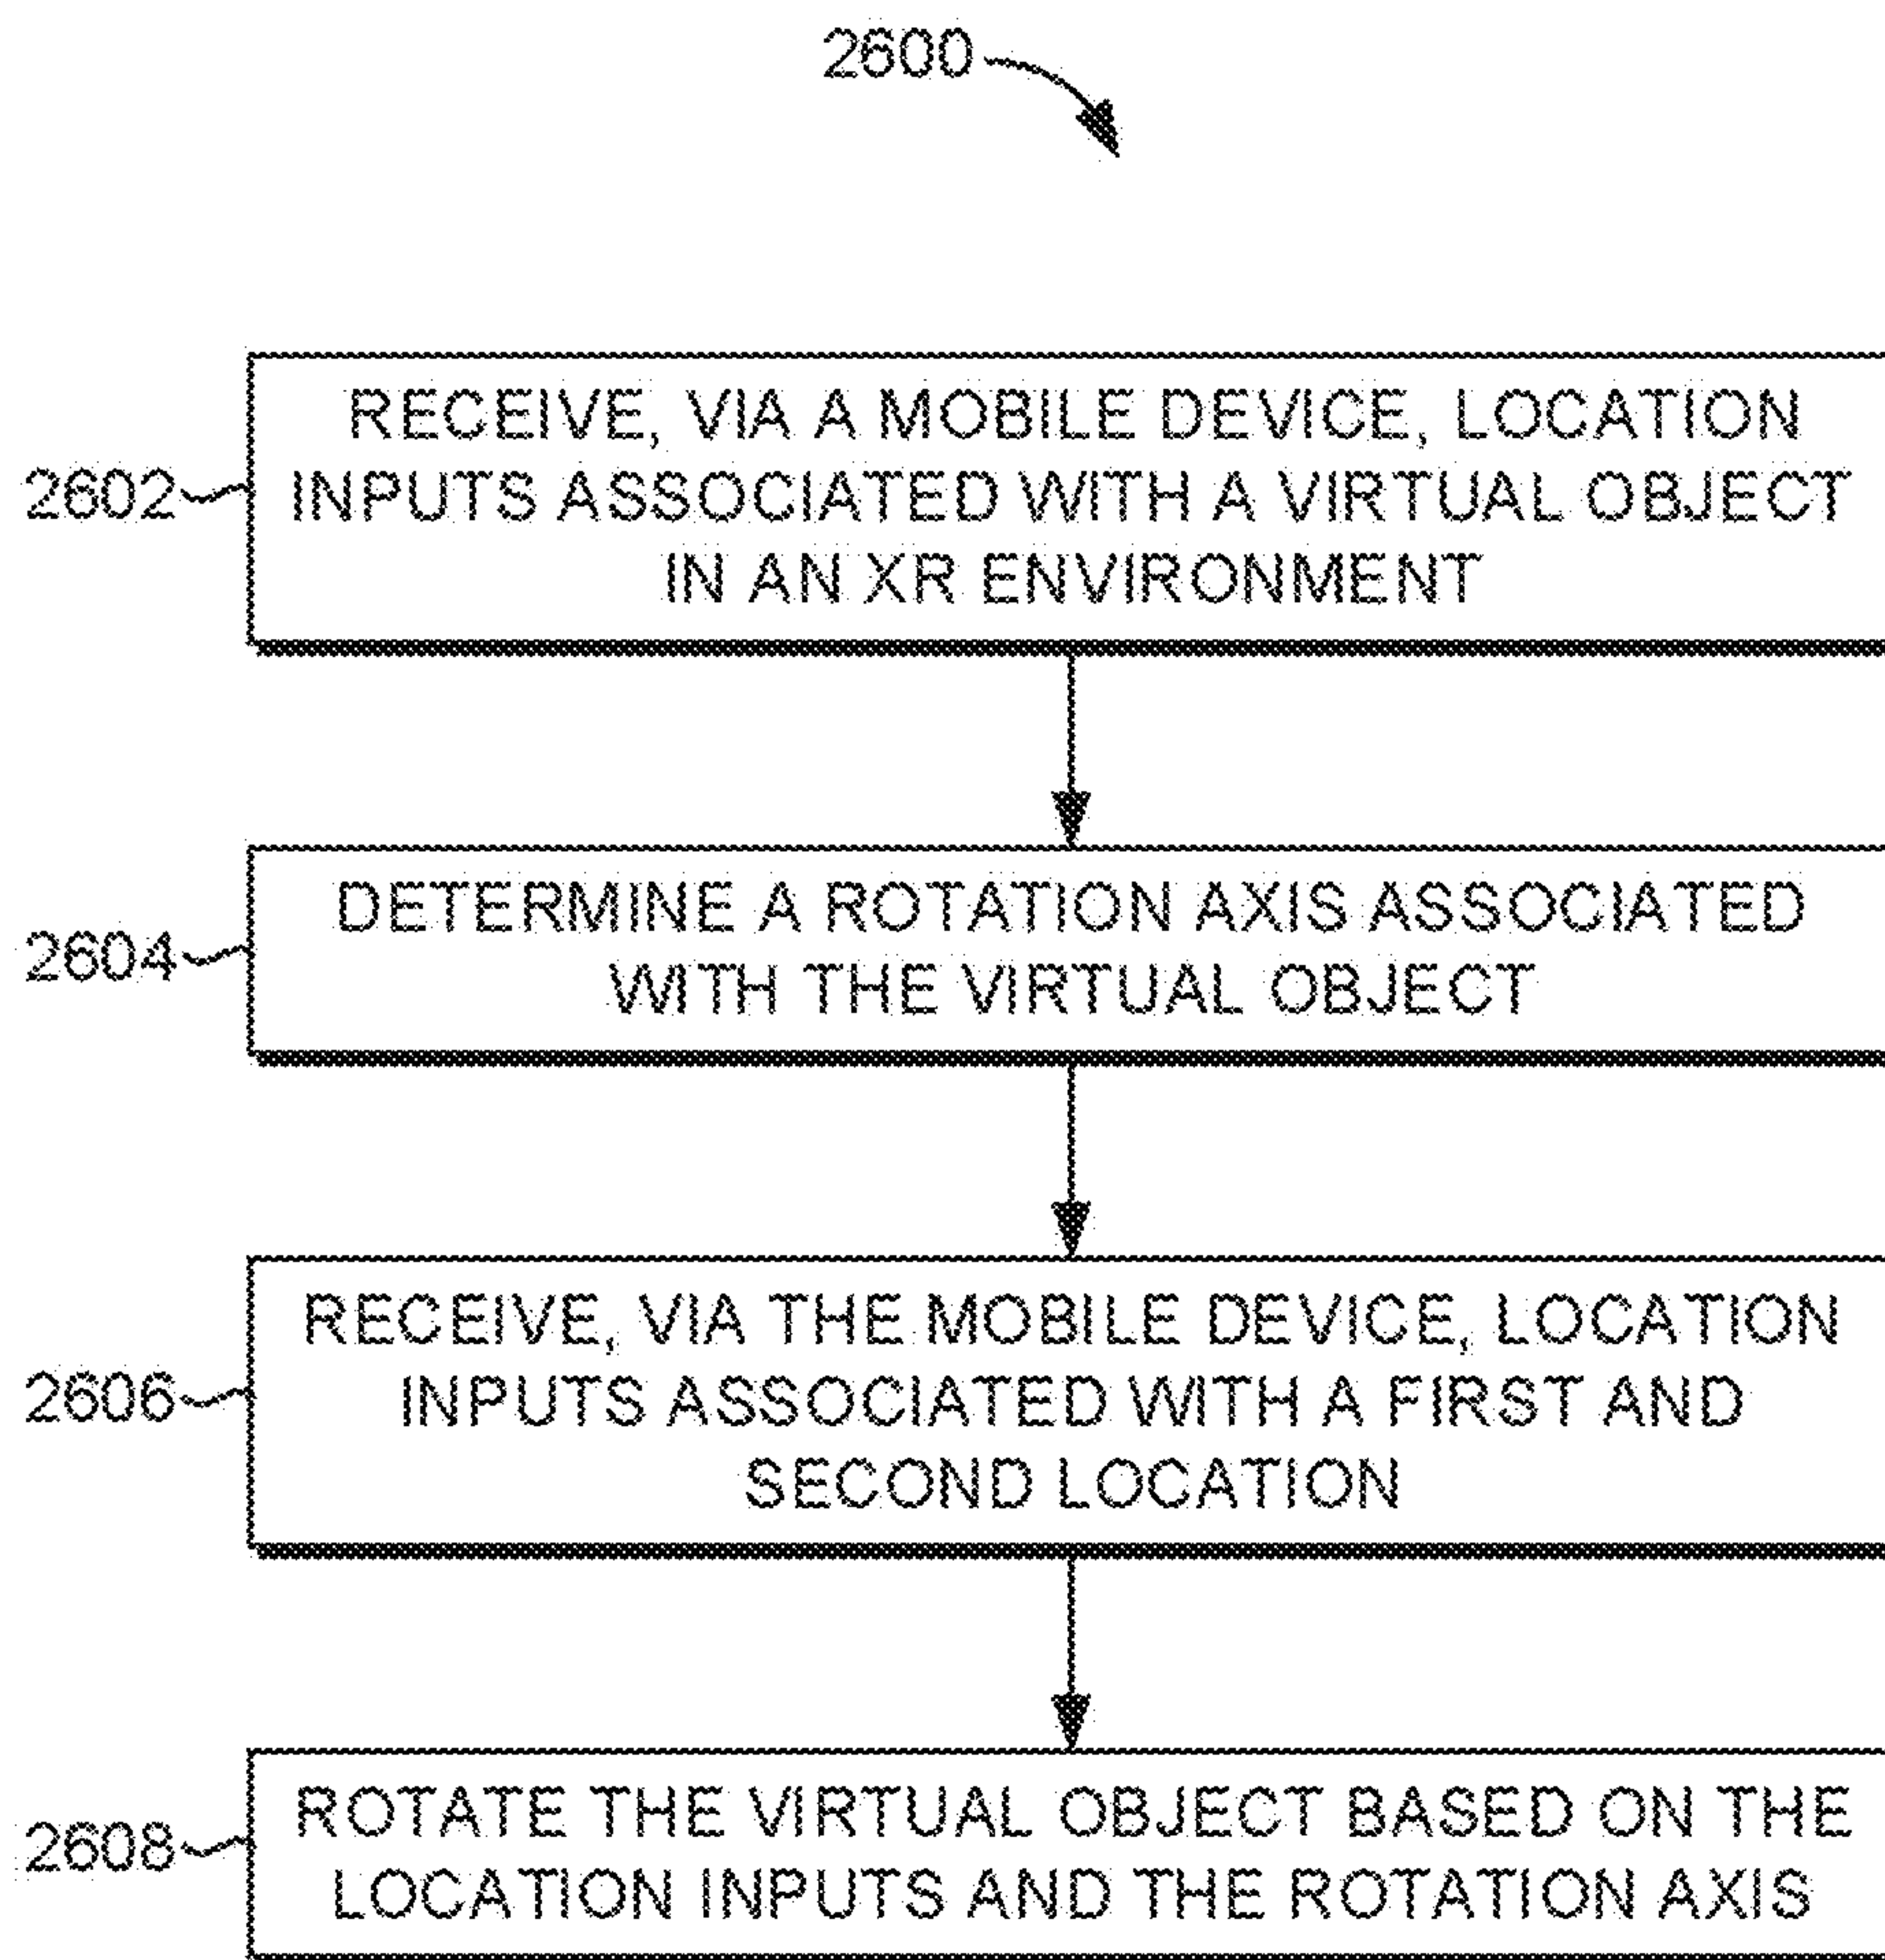 2600
RECEIVE, VIA A MOBILE DEVICE, LOCATION
INPUTS ASSOCIATED WITH A VIRTUAL OBJECT
IN AN XR ENVIRONMENT
2602
DETERMINE A ROTATION AXIS ASSOCIATED
WITH THE VIRTUAL OBJECT
2604
RECEIVE, VIA THE MOBILE DEVICE, LOCATION
INPUTS ASSOCIATED WITH A FIRST AND
SECOND LOCATION
2606
ROTATE THE VIRTUAL OBJECT BASED ON THE
LOCATION INPUTS AND THE ROTATION AXIS
2608